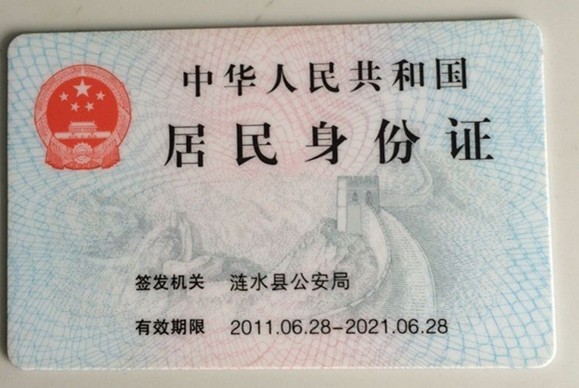 中华人民共和国
居民身份证
签发机关 涟水县公安局
有效期限 2011.06.28-2021.06.28